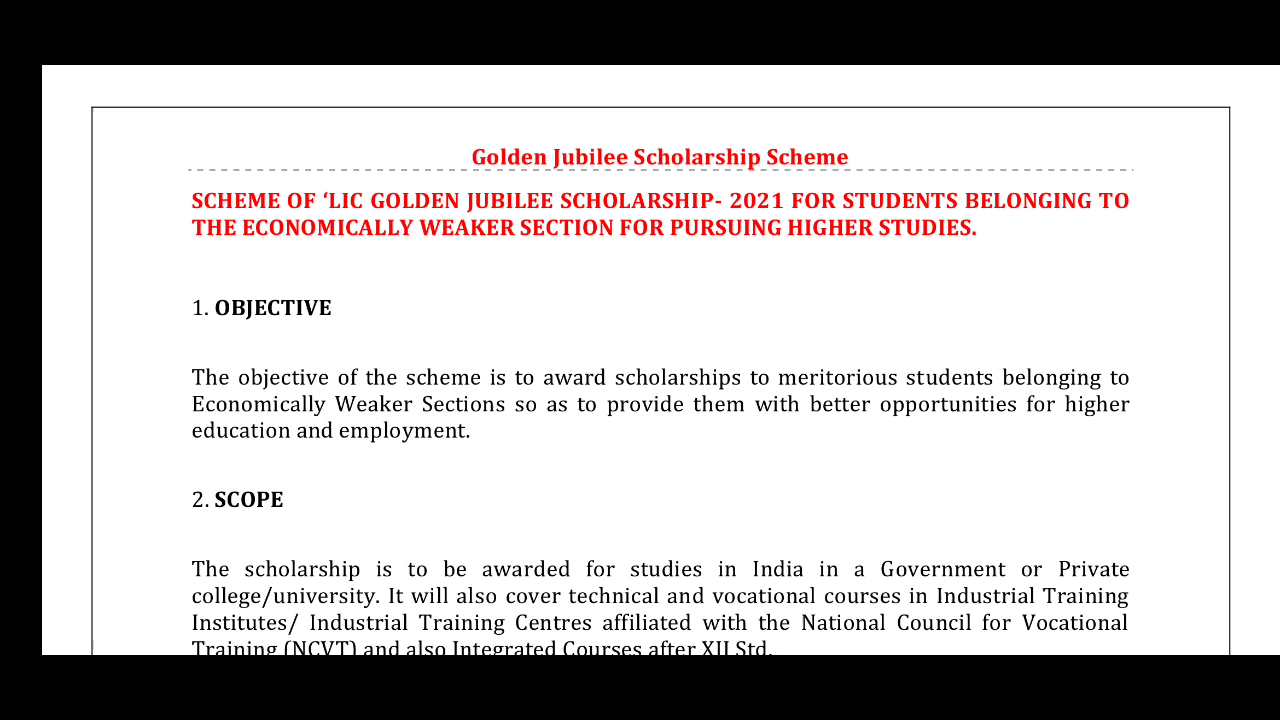 Golden Jubilee Scholarship Scheme
SCHEME OF ‘LIC GOLDEN JUBILEE SCHOLARSHIP- 2021 FOR STUDENTS BELONGING TO
THE ECONOMICALLY WEAKER SECTION FOR PURSUING HIGHER STUDIES.
1. OBJECTIVE
The objective of the scheme is to award scholarships to meritorious students belonging to
Economically Weaker Sections so as to provide them with better opportunities for higher
education and employment.
2. SCOPE
The scholarship is to be awarded for studies in India in a Government or Private
college/university. It will also cover technical and vocational courses in Industrial Training
Institutes/ Industrial Training Centres affiliated with the National Council for Vocational
Training (NCVT) and also Integrated Courses after XII Std.